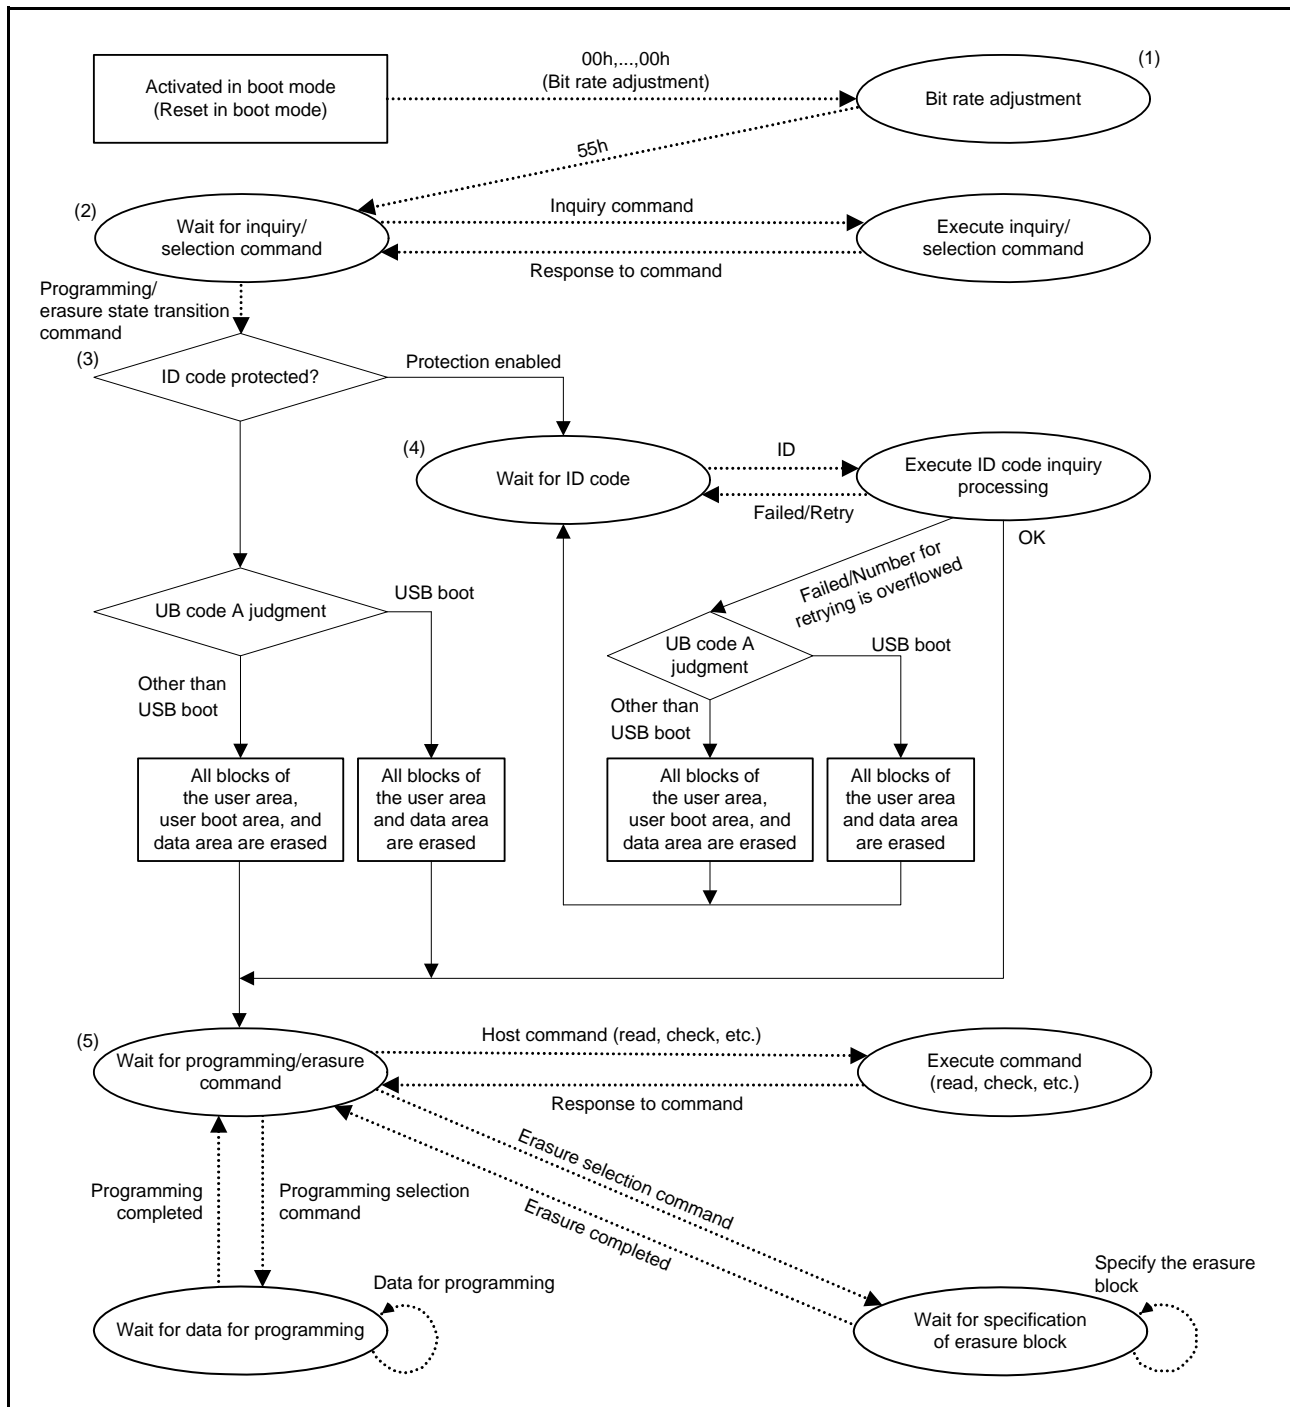 00h,...,00h
(Bit rate adjustment)
(1)
Activated in boot mode
(Reset in boot mode)
Bit rate adjustment
55h
(2)
Wait for inquiry/
selection command
Inquiry command
Response to command
Execute inquiry/
selection command
Programming/
erasure state transition
command
(3)
ID code protected?
Protection enabled
(4)
Wait for ID code
ID
Failed/Retry
Execute ID code inquiry
processing
OK
Failed/Number for
retrying is overflowed
UB code A judgment
USB boot
Other than
USB boot
UB code A
judgment
USB boot
Other than
USB boot
All blocks of
the user area,
user boot area, and
data area are erased
All blocks of
the user area
and data area
are erased
All blocks of
the user area,
user boot area, and
data area are erased
All blocks of
the user area
and data area
are erased
(5)
Wait for programming/erasure
command
Host command (read, check, etc.)
Response to command
Execute command
(read, check, etc.)
Erasure selection command
Erasure completed
Programming
completed
Programming selection
command
Data for programming
Wait for data for programming
Specify the erasure
block
Wait for specification
of erasure block